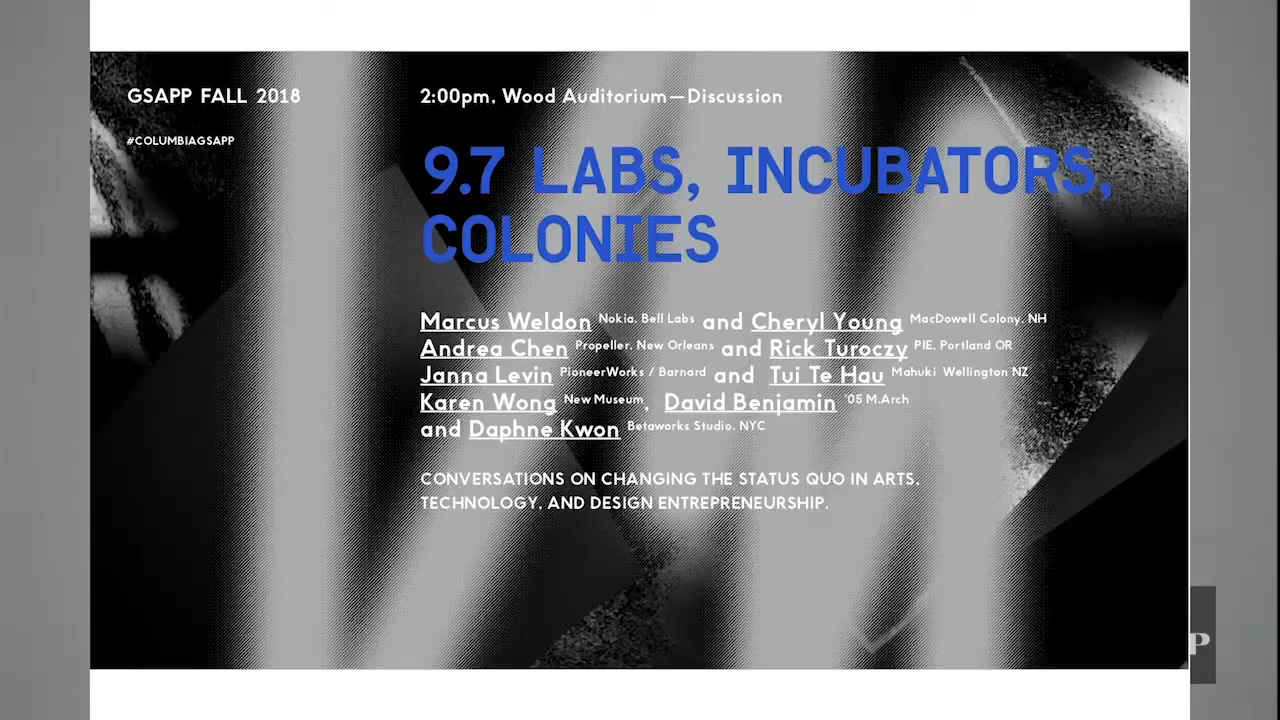 GSAPP FALL 2018
#COLUMBIAGSAPP
2:00pm, Wood Auditorium—Discussion
9.7 LABS, INCUBATORS,
COLONIES
Marcus Weldon Nokia. Bell Labs and Cheryl Young MacDowell Colony. NH
Andrea Chen Propeller. New Orleans and Rick Turoczy PIE, Portland OR
Janna Levin PioneerWorks / Barnard and Tui Te Hau Mahuki Wellington NZ
Karen Wong New Museum, David Benjamin '05 M.Arch
and Daphne Kwon Betaworks Studio. NYC
CONVERSATIONS ON CHANGING THE STATUS QUO IN ARTS,
TECHNOLOGY, AND DESIGN ENTREPRENEURSHIP.
P